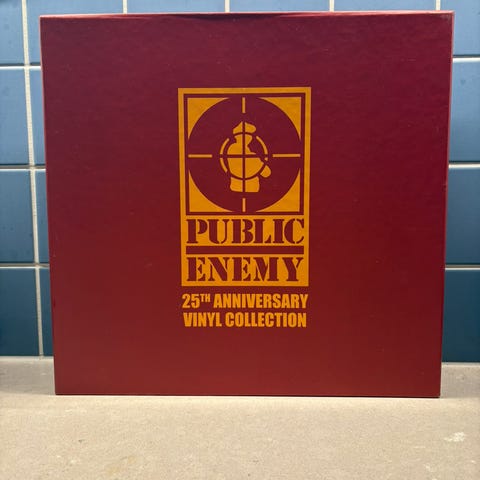 PUBLIC
ENEMY
25TH ANNIVERSARY
VINYL COLLECTION